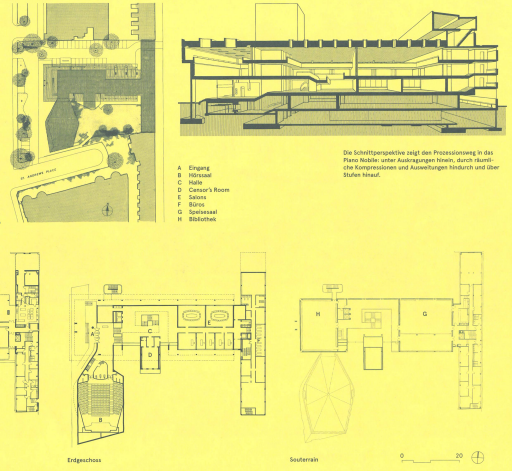 ST. ANDREWS PLACE
Die Schnittperspektive zeigt den Prozessionsweg in das
Piano Nobile: unter Auskragungen hinein, durch räumli-
che Kompressionen und Ausweitungen hindurch und über
Stufen hinauf.
A Eingang
B Hörsaal
C Halle
D Censor's Room
E Salons
F Büros
G Speisesaal
H Bibliothek
A
C
E
D
F
B
H
G
Erdgeschoss
Souterrain
0 20